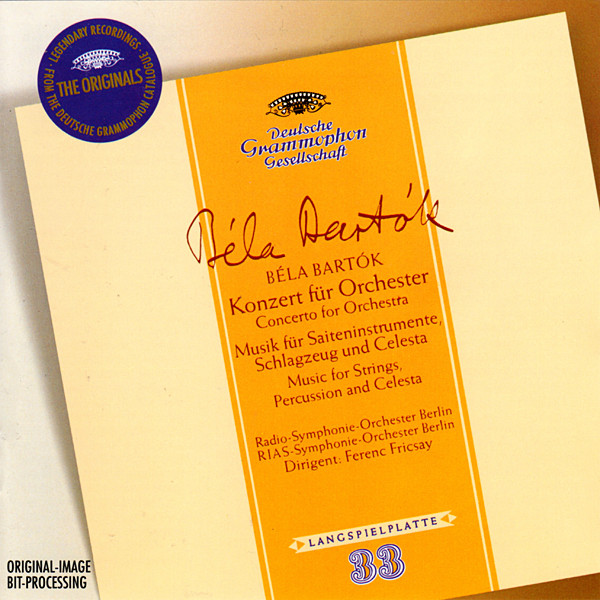 LEGENDARY RECORDINGS
THE ORIGINALS
FROM THE DEUTSCHE GRAMMOPHON CATALOGUE
Deutsche
Grammophon
Gesellschaft
Béla Bartók
BÉLA BARTÓK
Konzert für Orchester
Concerto for Orchestra
Musik für Saiteninstrumente,
Schlagzeug und Celesta
Music for Strings,
Percussion and Celesta
Radio-Symphonie-Orchester Berlin
RIAS-Symphonie-Orchester Berlin
Dirigent: Ferenc Fricsay
LANGSPIELPLATTE
33
ORIGINAL-IMAGE
BIT-PROCESSING